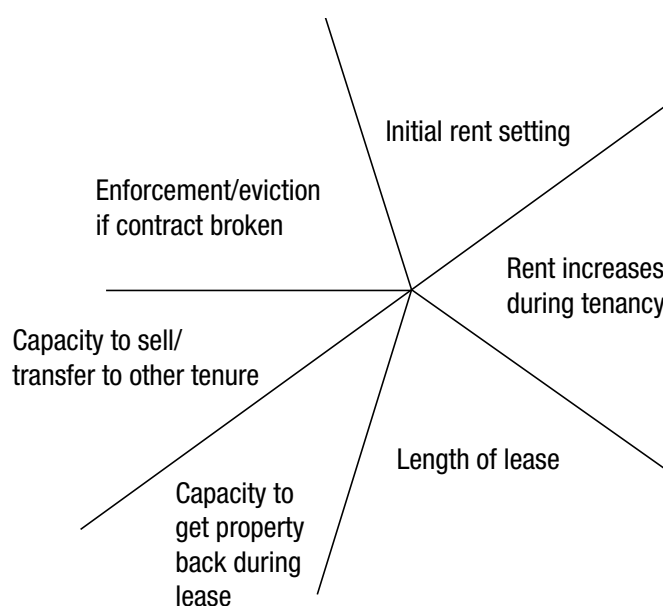 Initial rent setting
Enforcement/eviction
if contract broken
Rent increases
during tenancy
Capacity to sell/
transfer to other tenure
Length of lease
Capacity to
get property
back during
lease